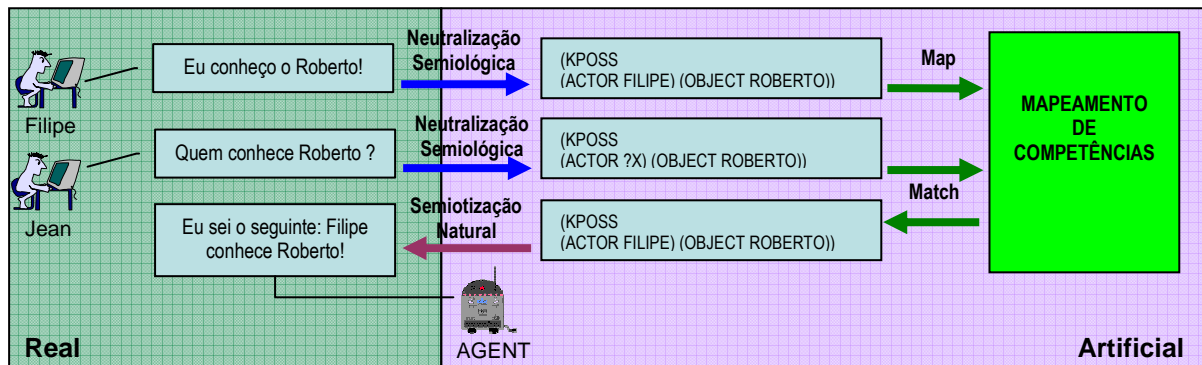 Eu conheço o Roberto!
Neutralização
Semiológica
(KPOSS
(ACTOR FILIPE) (OBJECT ROBERTO))
Map
Filipe
Quem conhece Roberto ?
Neutralização
Semiológica
(KPOSS
(ACTOR ?X) (OBJECT ROBERTO))
MAPEAMENTO
DE
COMPETÊNCIAS
Jean
Eu sei o seguinte: Filipe
conhece Roberto!
Semiotização
Natural
(KPOSS
(ACTOR FILIPE) (OBJECT ROBERTO))
Match
Real
AGENT
Artificial